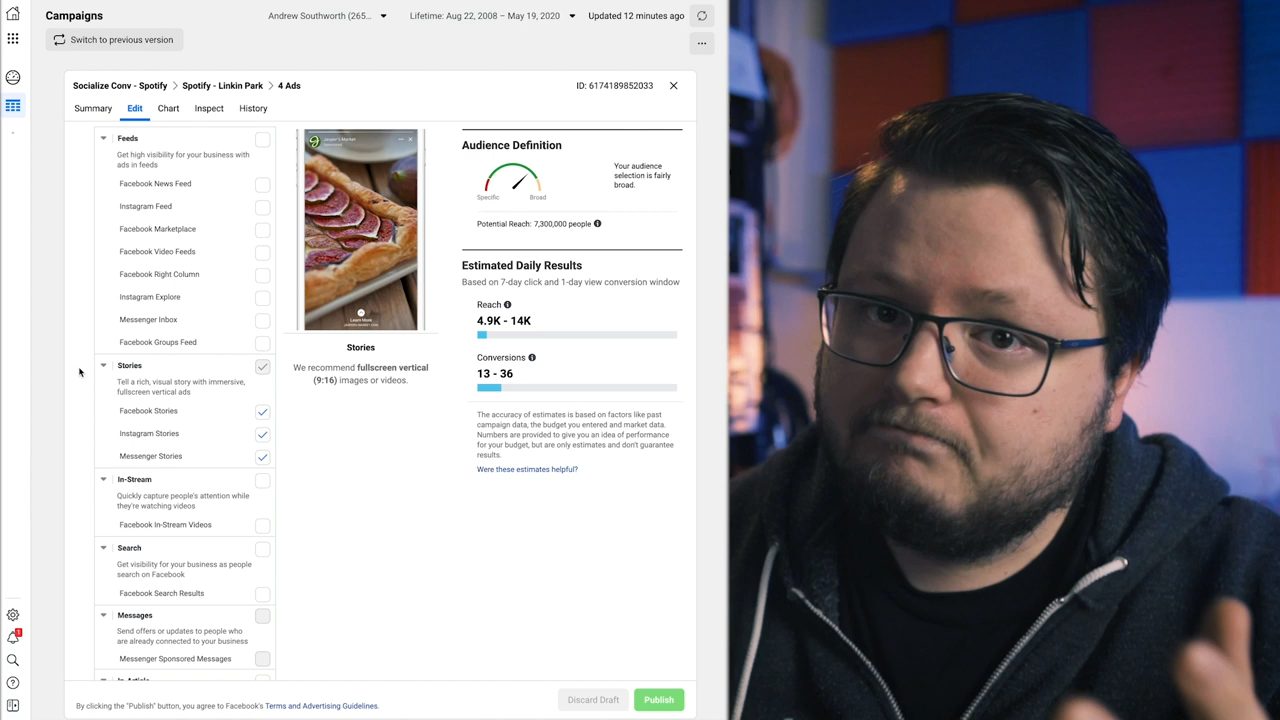 Campaigns
Andrew Southworth (265...
Lifetime: Aug 22, 2008 – May 19, 2020
Updated 12 minutes ago
Switch to previous version
Socialize Conv - Spotify
Spotify - Linkin Park
4 Ads
ID: 6174189852033
Summary
Edit
Chart
Inspect
History
Feeds
Get high visibility for your business with
ads in feeds
Facebook News Feed
Instagram Feed
Facebook Marketplace
Facebook Video Feeds
Facebook Right Column
Instagram Explore
Messenger Inbox
Facebook Groups Feed
Stories
Tell a rich, visual story with immersive,
fullscreen vertical ads
Facebook Stories
Instagram Stories
Messenger Stories
In-Stream
Quickly capture people's attention while
they're watching videos
Facebook In-Stream Videos
Search
Get visibility for your business as people
search on Facebook
Facebook Search Results
Messages
Send offers or updates to people who
are already connected to your business
Messenger Sponsored Messages
Jasper's Market
Learn More
Stories
We recommend fullscreen vertical
(9:16) images or videos.
Audience Definition
Specific
Broad
Your audience
selection is fairly
broad.
Potential Reach: 7,300,000 people
Estimated Daily Results
Based on 7-day click and 1-day view conversion window
Reach
4.9K - 14K
Conversions
13 - 36
The accuracy of estimates is based on factors like past
campaign data, the budget you entered and market data.
Numbers are provided to give you an idea of performance
for your budget, but are only estimates and don't guarantee
results.
Were these estimates helpful?
By clicking the "Publish" button, you agree to Facebook's Terms and Advertising Guidelines.
Discard Draft
Publish